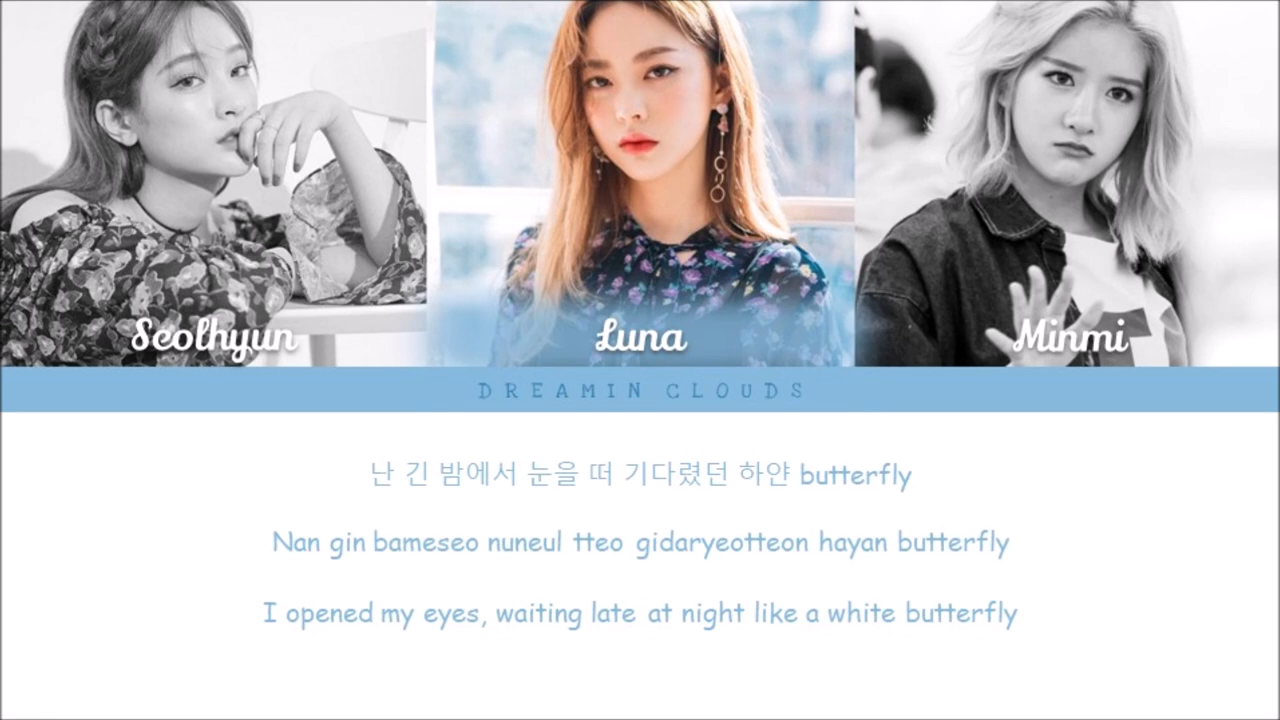 Seolhyun
Luna
Minmi
DREAMIN CLOUDS
난 긴 밤에서 눈을 떠 기다렸던 하얀 butterfly
Nan gin bameseo nuneul tteo gidaryeotteon hayan butterfly
I opened my eyes, waiting late at night like a white butterfly